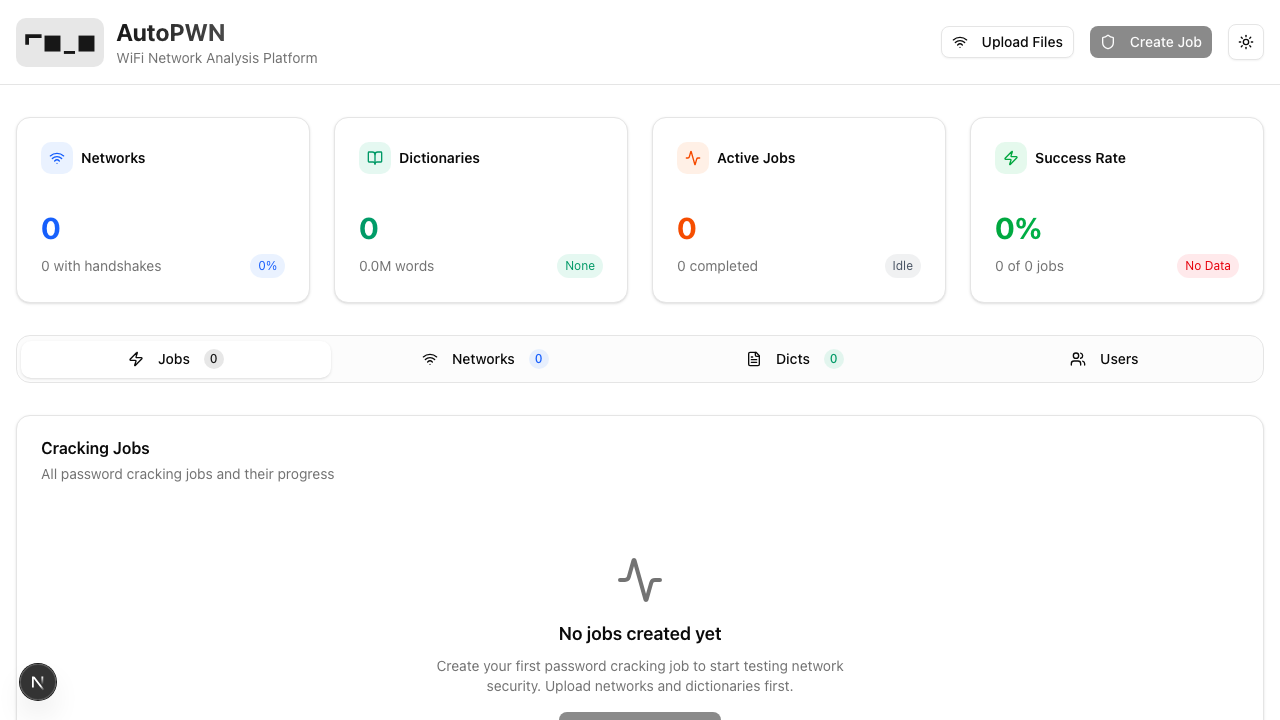 AutoPWN
WiFi Network Analysis Platform
Upload Files
Create Job
Networks
0
0 with handshakes
0%
Dictionaries
0
0.0M words
None
Active Jobs
0
0 completed
Idle
Success Rate
0%
0 of 0 jobs
No Data
Jobs 0
Networks 0
Dicts 0
Users
Cracking Jobs
All password cracking jobs and their progress
No jobs created yet
Create your first password cracking job to start testing network
security. Upload networks and dictionaries first.
N